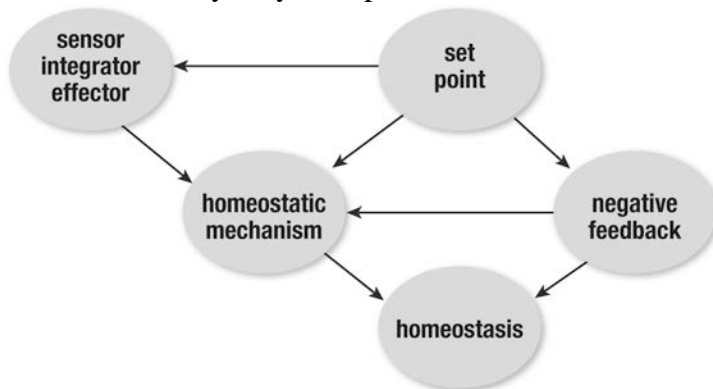 sensor
integrator
effector
set
point
homeostatic
mechanism
negative
feedback
homeostasis